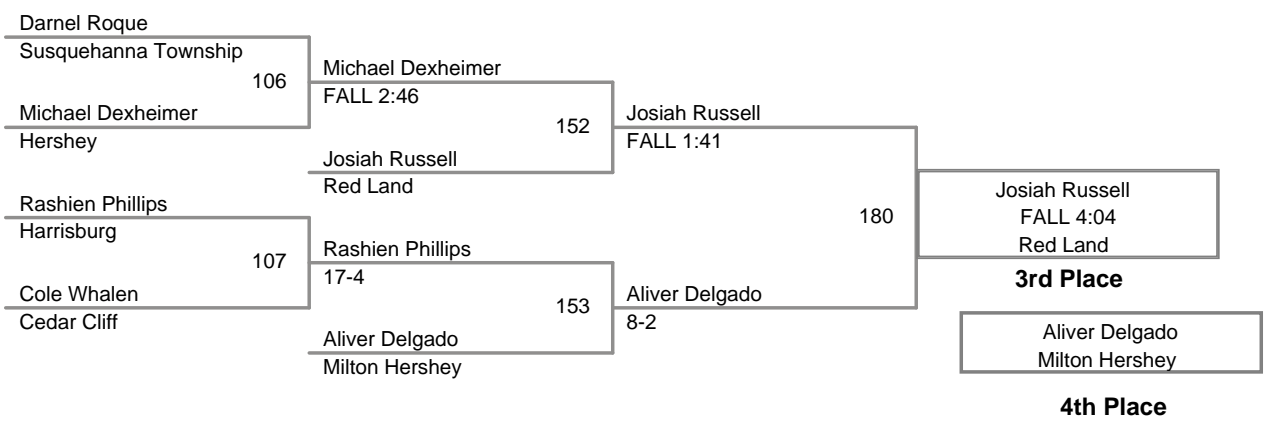 Darnel Roque
Susquehanna Township
106
Michael Dexheimer
Hershey
Michael Dexheimer
FALL 2:46
152
Josiah Russell
Red Land
Josiah Russell
FALL 1:41
Rashien Phillips
Harrisburg
107
Cole Whalen
Cedar Cliff
Rashien Phillips
17-4
153
Aliver Delgado
Milton Hershey
Aliver Delgado
8-2
180
Josiah Russell
FALL 4:04
Red Land
3rd Place
Aliver Delgado
Milton Hershey
4th Place